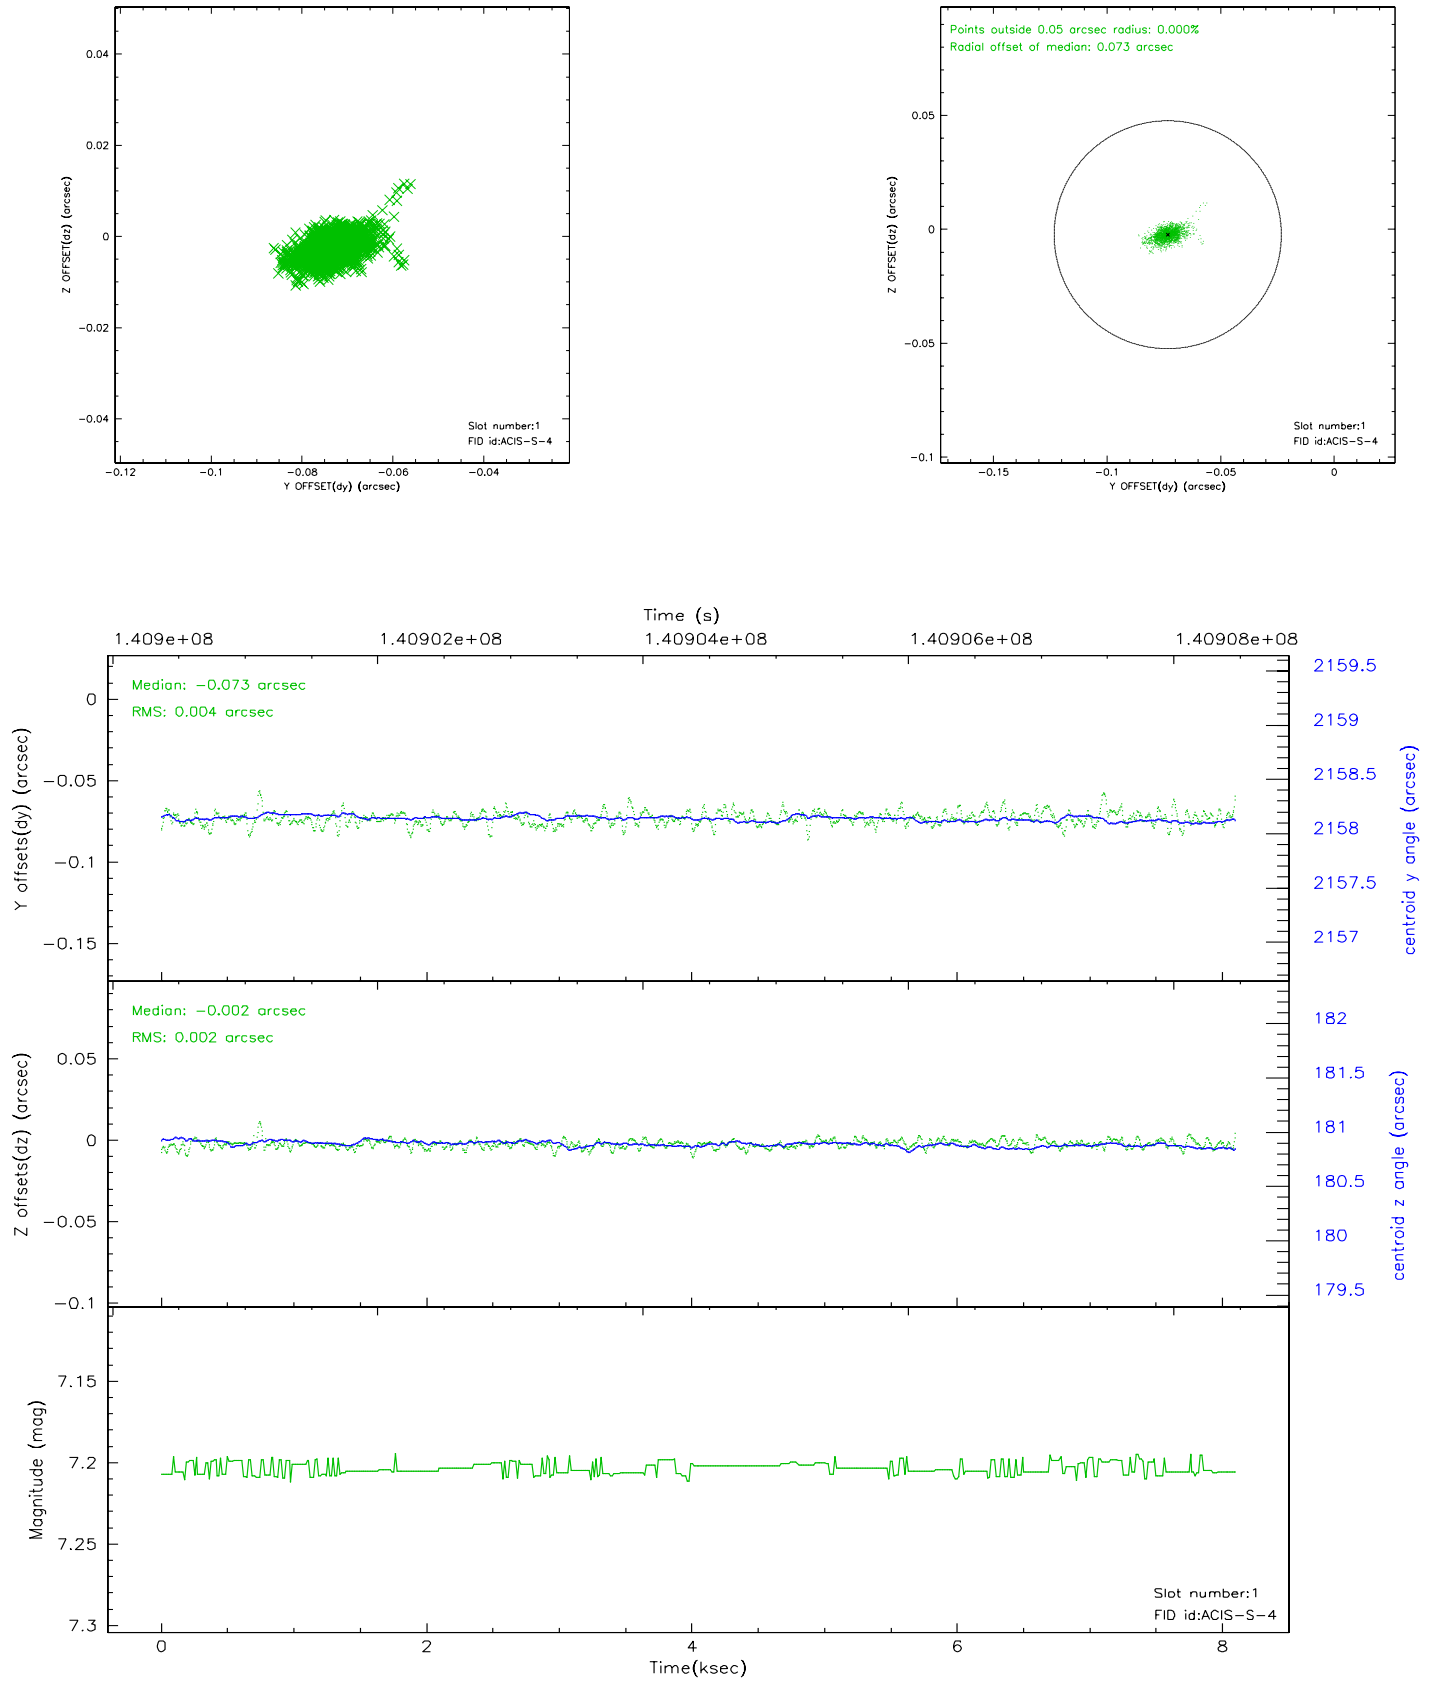 0.04
0.02
0
−0.02
−0.04
Z OFFSET(dz) (arcsec)
Slot number:1
FID id:ACIS−S−4
−0.12 −0.1 −0.08 −0.06 −0.04
Y OFFSET(dy) (arcsec)
Points outside 0.05 arcsec radius: 0.000%
Radial offset of median: 0.073 arcsec
0.05
0
−0.05
−0.1
Z OFFSET(dz) (arcsec)
Slot number:1
FID id:ACIS−S−4
−0.15 −0.1 −0.05 0
Y OFFSET(dy) (arcsec)
Time (s)
1.409e+08 1.40902e+08 1.40904e+08 1.40906e+08 1.40908e+08
Median: −0.073 arcsec
RMS: 0.004 arcsec
0
−0.05
−0.1
−0.15
Y offsets(dy) (arcsec)
2159.5
2159
2158.5
2158
2157.5
2157
centroid y angle (arcsec)
Median: −0.002 arcsec
RMS: 0.002 arcsec
0.05
0
−0.05
−0.1
Z offsets(dz) (arcsec)
182
181.5
181
180.5
180
179.5
centroid z angle (arcsec)
7.15
7.2
7.25
7.3
Magnitude (mag)
Slot number:1
FID id:ACIS−S−4
0 2 4 6 8
Time(ksec)